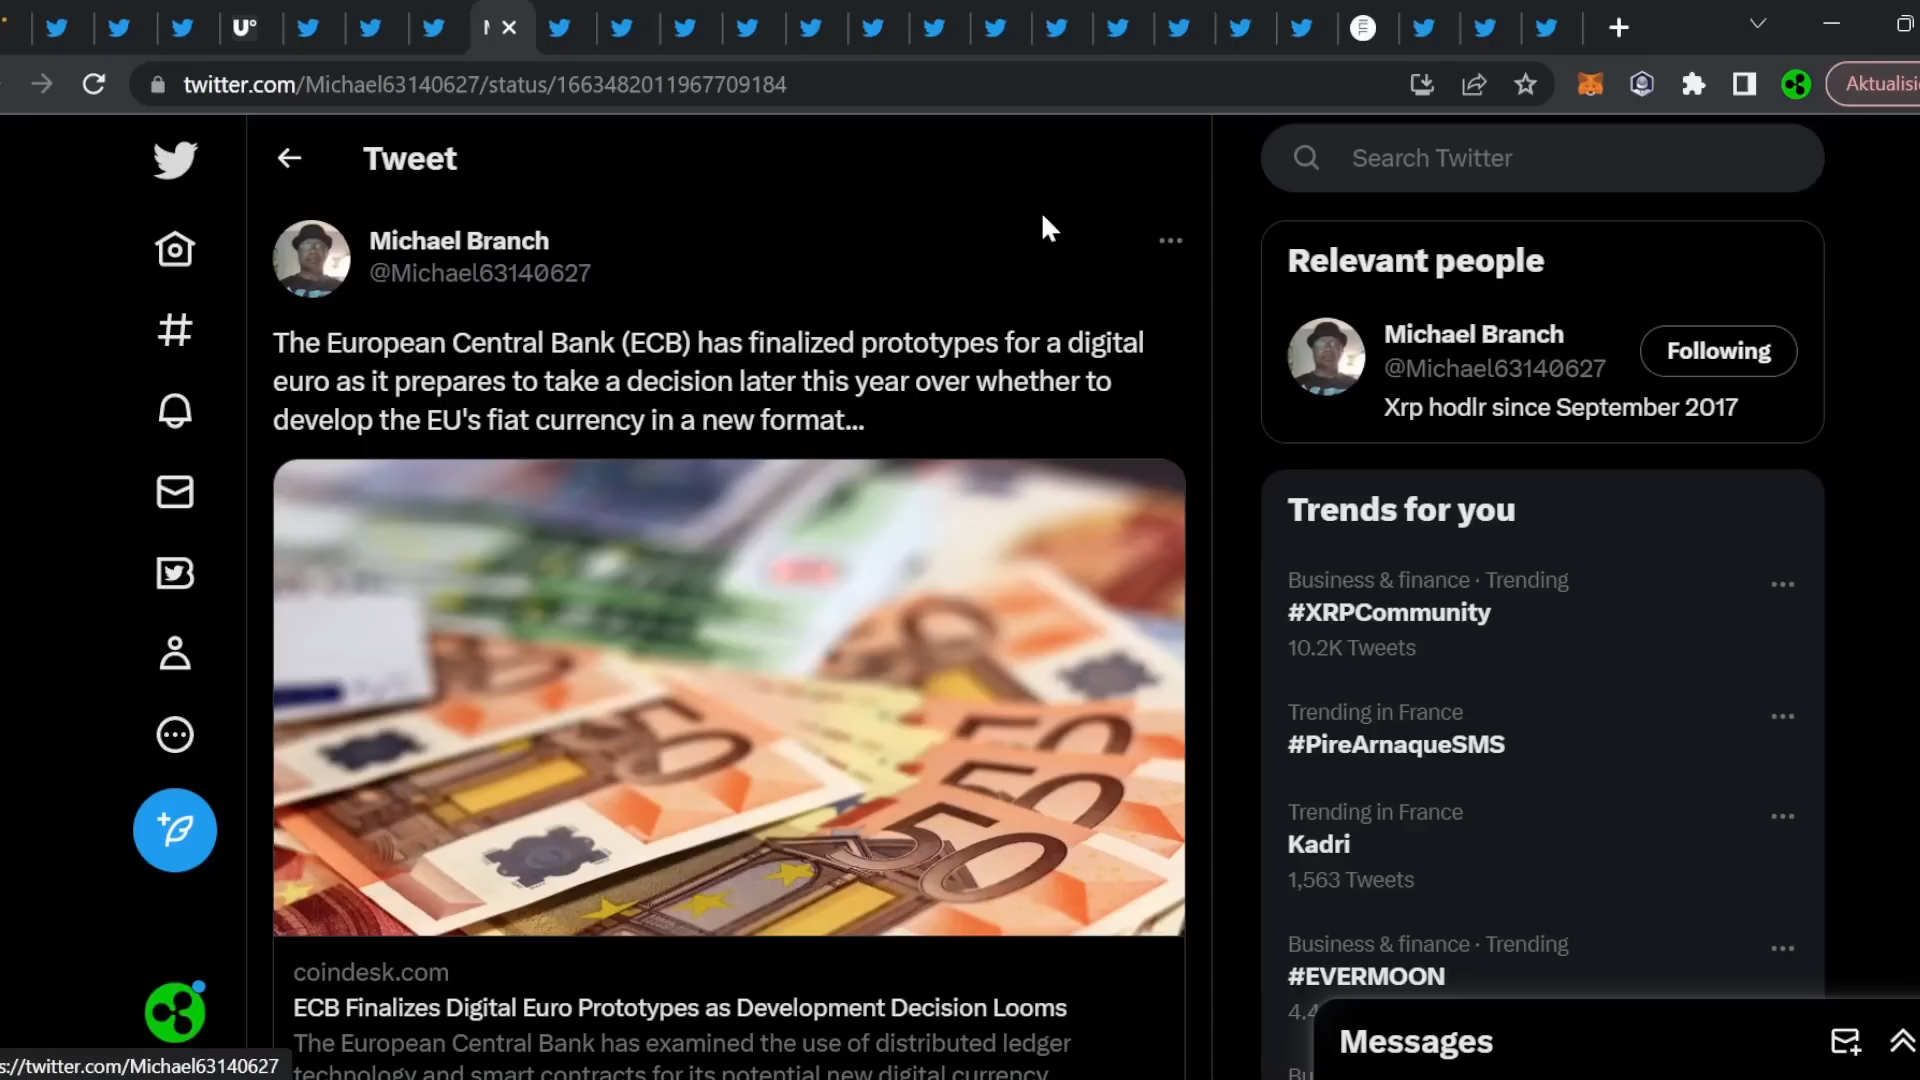 twitter.com/Michael63140627/status/1663482011967709184
Aktualisi
Tweet
Search Twitter
Michael Branch
@Michael63140627
The European Central Bank (ECB) has finalized prototypes for a digital
euro as it prepares to take a decision later this year over whether to
develop the EU's fiat currency in a new format...
50
50
50
50
coindesk.com
ECB Finalizes Digital Euro Prototypes as Development Decision Looms
The European Central Bank has examined the use of distributed ledger
technology and smart contracts for its potential new digital currency
s://twitter.com/Michael63140627
Relevant people
Michael Branch
@Michael63140627
Following
Xrp hodlr since September 2017
Trends for you
Business & finance · Trending
#XRPCommunity
10.2K Tweets
Trending in France
#PireArnaqueSMS
Trending in France
Kadri
1,563 Tweets
Business & finance · Trending
#EVERMOON
4.4
Bu
Messages